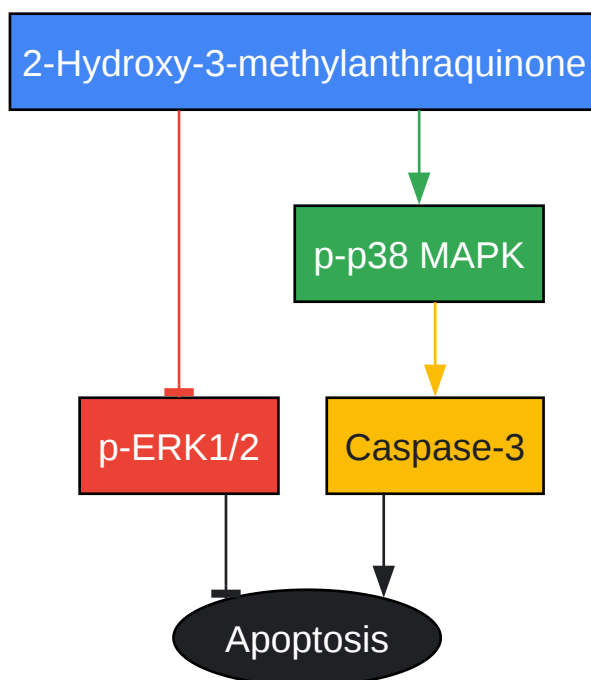 2-Hydroxy-3-methylanthraquinone
p-p38 MAPK
p-ERK1/2
Caspase-3
Apoptosis